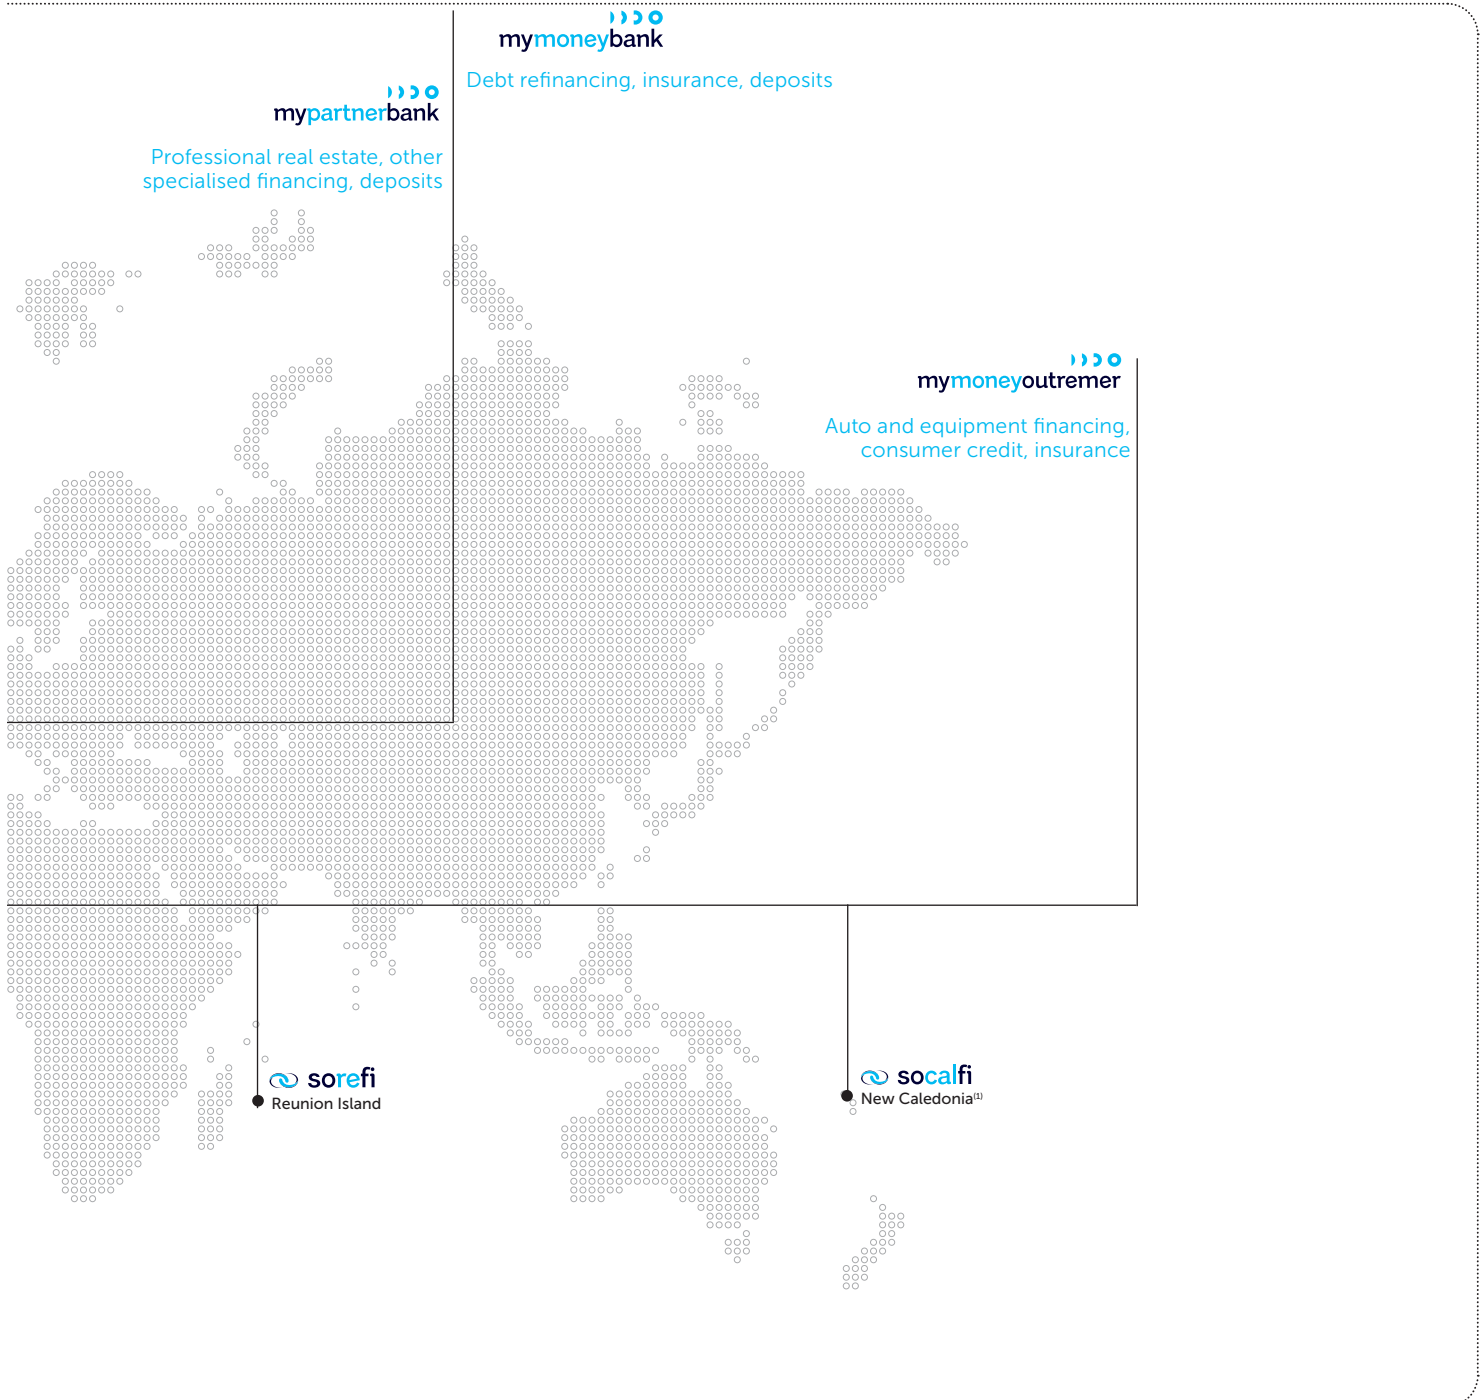 mymoneybank
Debt refinancing, insurance, deposits
mypartnerbank
Professional real estate, other
specialised financing, deposits
mymoneyoutremer
Auto and equipment financing,
consumer credit, insurance
sorefi
Reunion Island
socalfi
New Caledonia(1)